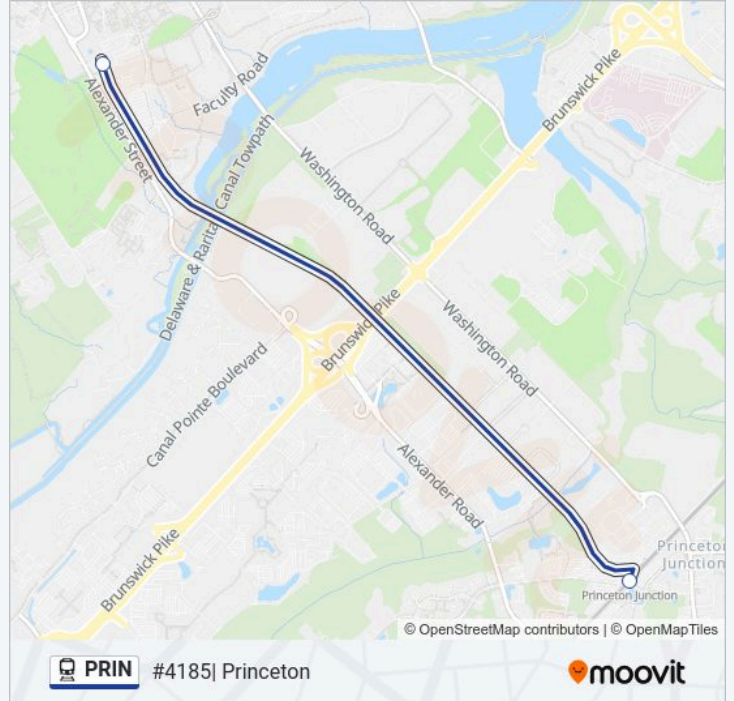 Faculty Road
Alexander Street
Brunswick Pike
Delaware & Raritan Canal Towpath
Washington Road
Brunswick Pike
Washington Road
Canal Pointe Boulevard
Alexander Road
Brunswick Pike
Princeton
Junction
Princeton Junction
© OpenStreetMap contributors | © OpenMapTiles
PRIN #4185| Princeton
moovit